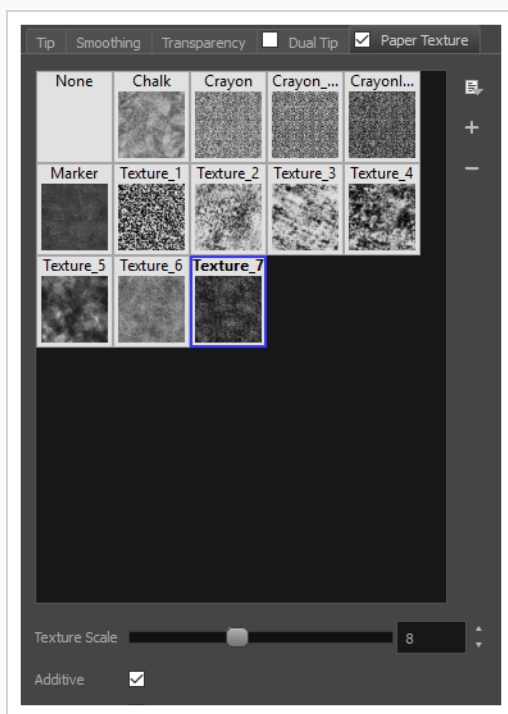 Tip Smoothing Transparency Dual Tip Paper Texture
None Chalk Crayon Crayon_... CrayonI...
Marker Texture_1 Texture_2 Texture_3 Texture_4
Texture_5 Texture_6 Texture_7
Texture Scale 8
Additive